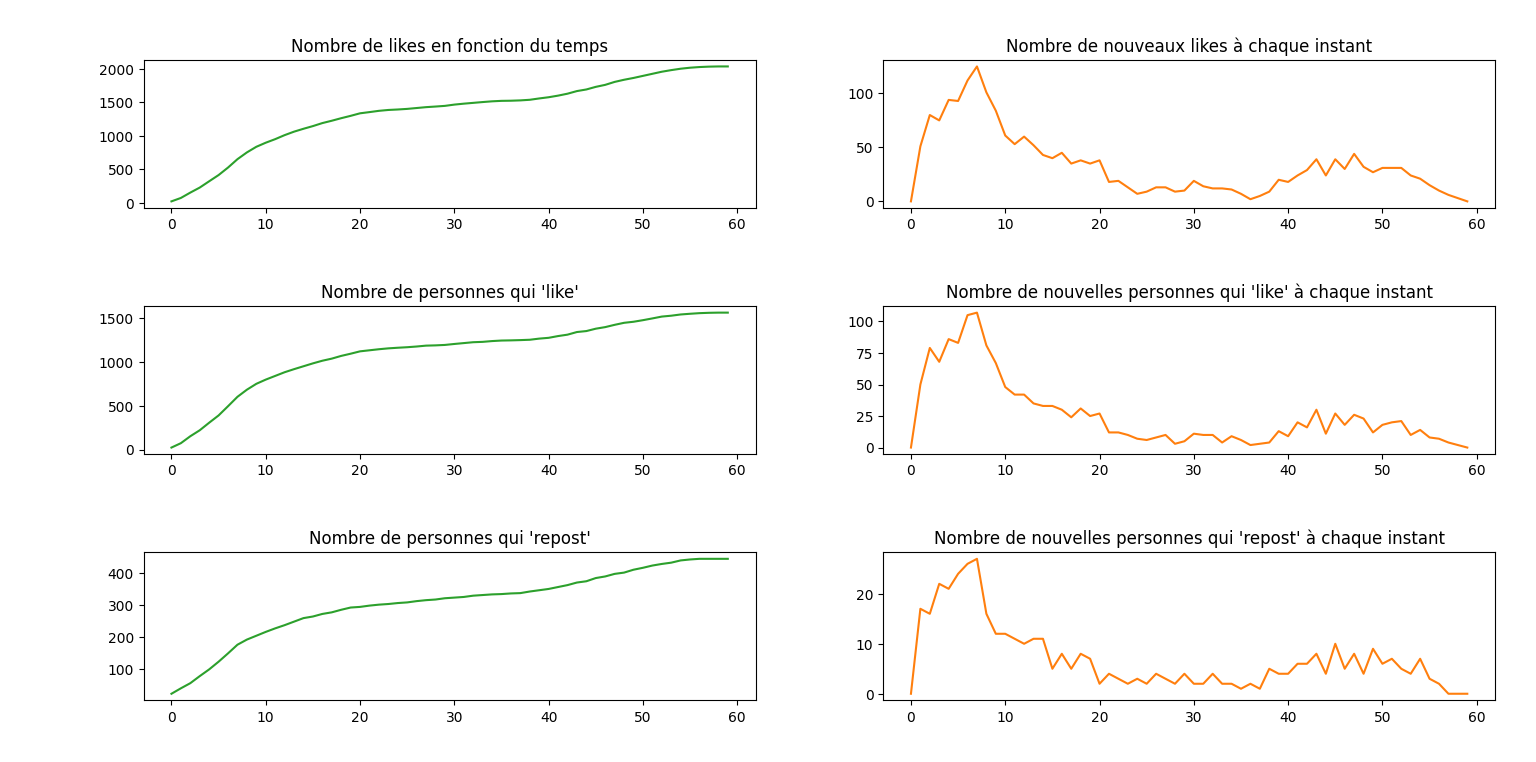 Nombre de likes en fonction du temps
2000
1500
1000
500
0
0 10 20 30 40 50 60
Nombre de nouveaux likes à chaque instant
100
50
0
0 10 20 30 40 50 60
Nombre de personnes qui 'like'
1500
1000
500
0
0 10 20 30 40 50 60
Nombre de nouvelles personnes qui 'like' à chaque instant
100
75
50
25
0
0 10 20 30 40 50 60
Nombre de personnes qui 'repost'
400
300
200
100
0 10 20 30 40 50 60
Nombre de nouvelles personnes qui 'repost' à chaque instant
20
10
0
0 10 20 30 40 50 60